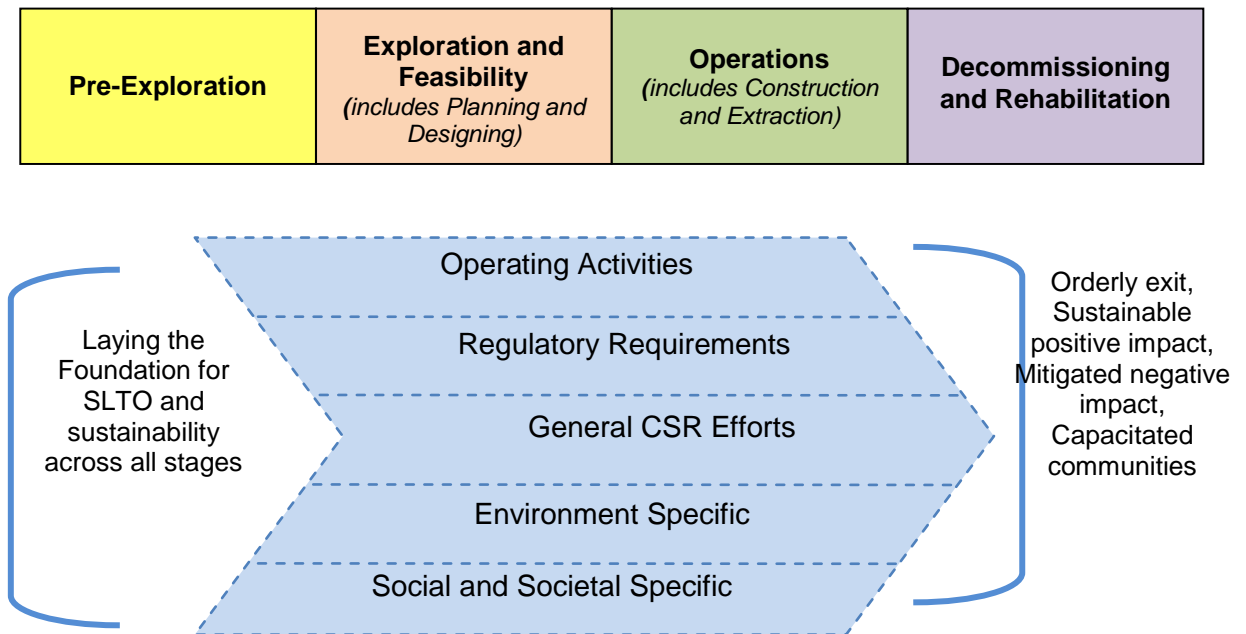 Pre-Exploration
Exploration and
Feasibility
(includes Planning and
Designing)
Operations
(includes Construction
and Extraction)
Decommissioning
and Rehabilitation
Laying the
Foundation for
SLTO and
sustainability
across all stages
Operating Activities
Regulatory Requirements
General CSR Efforts
Environment Specific
Social and Societal Specific
Orderly exit,
Sustainable
positive impact,
Mitigated negative
impact,
Capacitated
communities